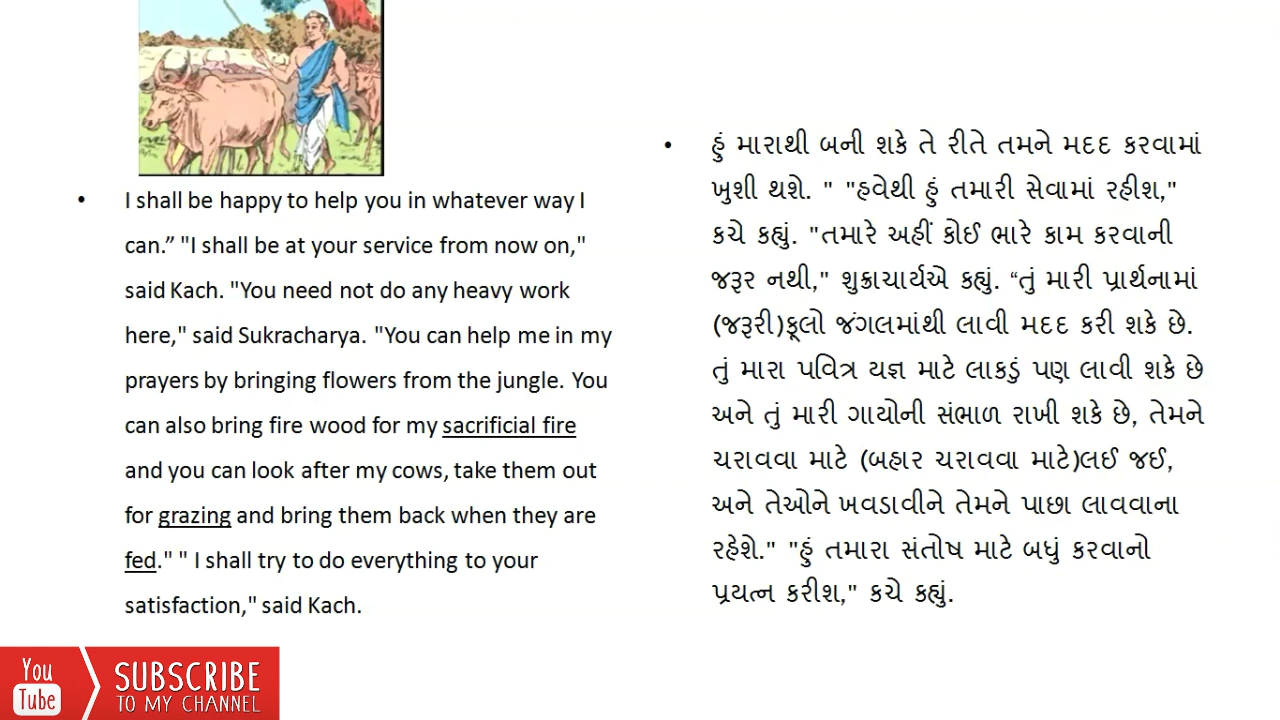 • I shall be happy to help you in whatever way I
can.” "I shall be at your service from now on,"
said Kach. "You need not do any heavy work
here," said Sukracharya. "You can help me in my
prayers by bringing flowers from the jungle. You
can also bring fire wood for my sacrificial fire
and you can look after my cows, take them out
for grazing and bring them back when they are
fed." " I shall try to do everything to your
satisfaction," said Kach.
• હું મારાથી બની શકે તે રીતે તમને મદદ કરવામાં
ખુશી થશે. " "હવેથી હું તમારી સેવામાં રહીશ,"
કચે કહ્યું. "તમારે અહીં કોઈ ભારે કામ કરવાની
જરૂર નથી," શુક્રાચાર્યએ કહ્યું. “તું મારી પ્રાર્થનામાં
(જરૂરી)ફૂલો જંગલમાંથી લાવી મદદ કરી શકે છે.
તું મારા પવિત્ર યજ્ઞ માટે લાકડું પણ લાવી શકે છે
અને તું મારી ગાયોની સંભાળ રાખી શકે છે, તેમને
ચરાવવા માટે (બહાર ચરાવવા માટે)લઈ જઈ,
અને તેઓને ખવડાવીને તેમને પાછા લાવવાના
રહેશે." "હું તમારા સંતોષ માટે બધું કરવાનો
પ્રયત્ન કરીશ," કચે કહ્યું.
You
Tube
SUBSCRIBE
TO MY CHANNEL